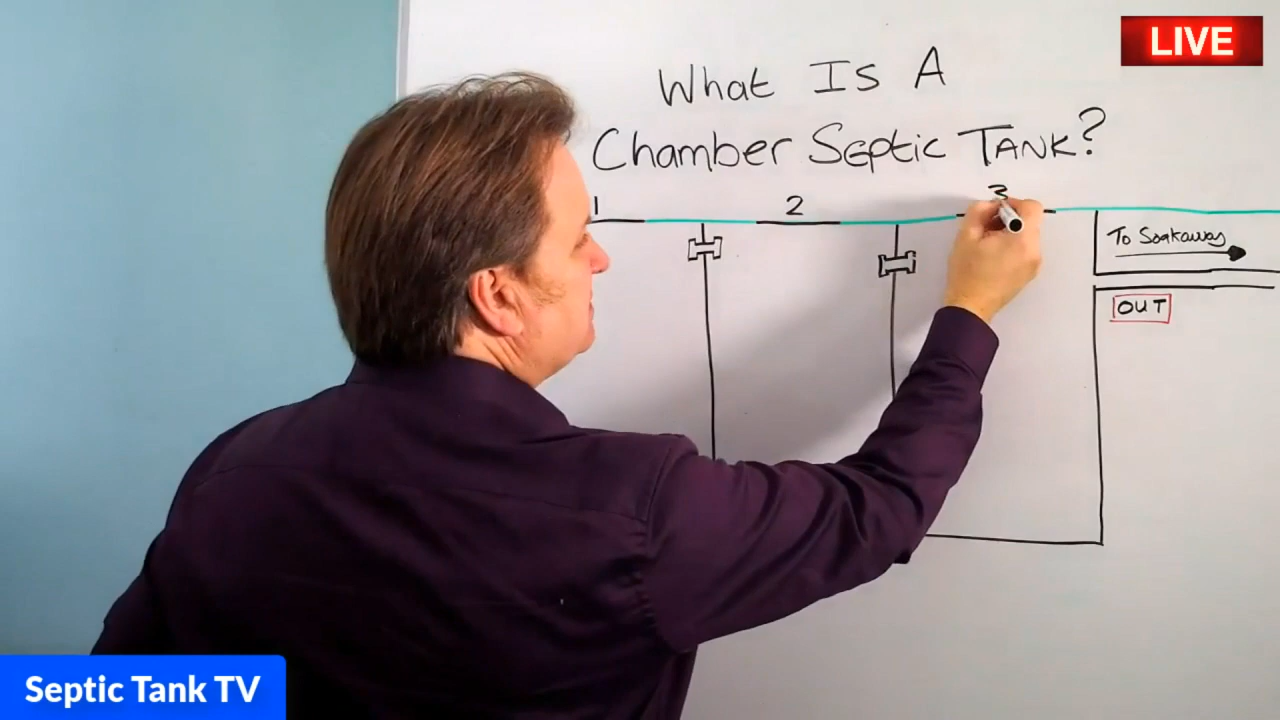 LIVE
What Is A
Chamber Septic Tank?
1
2
3
To Soakaway
OUT
Septic Tank TV